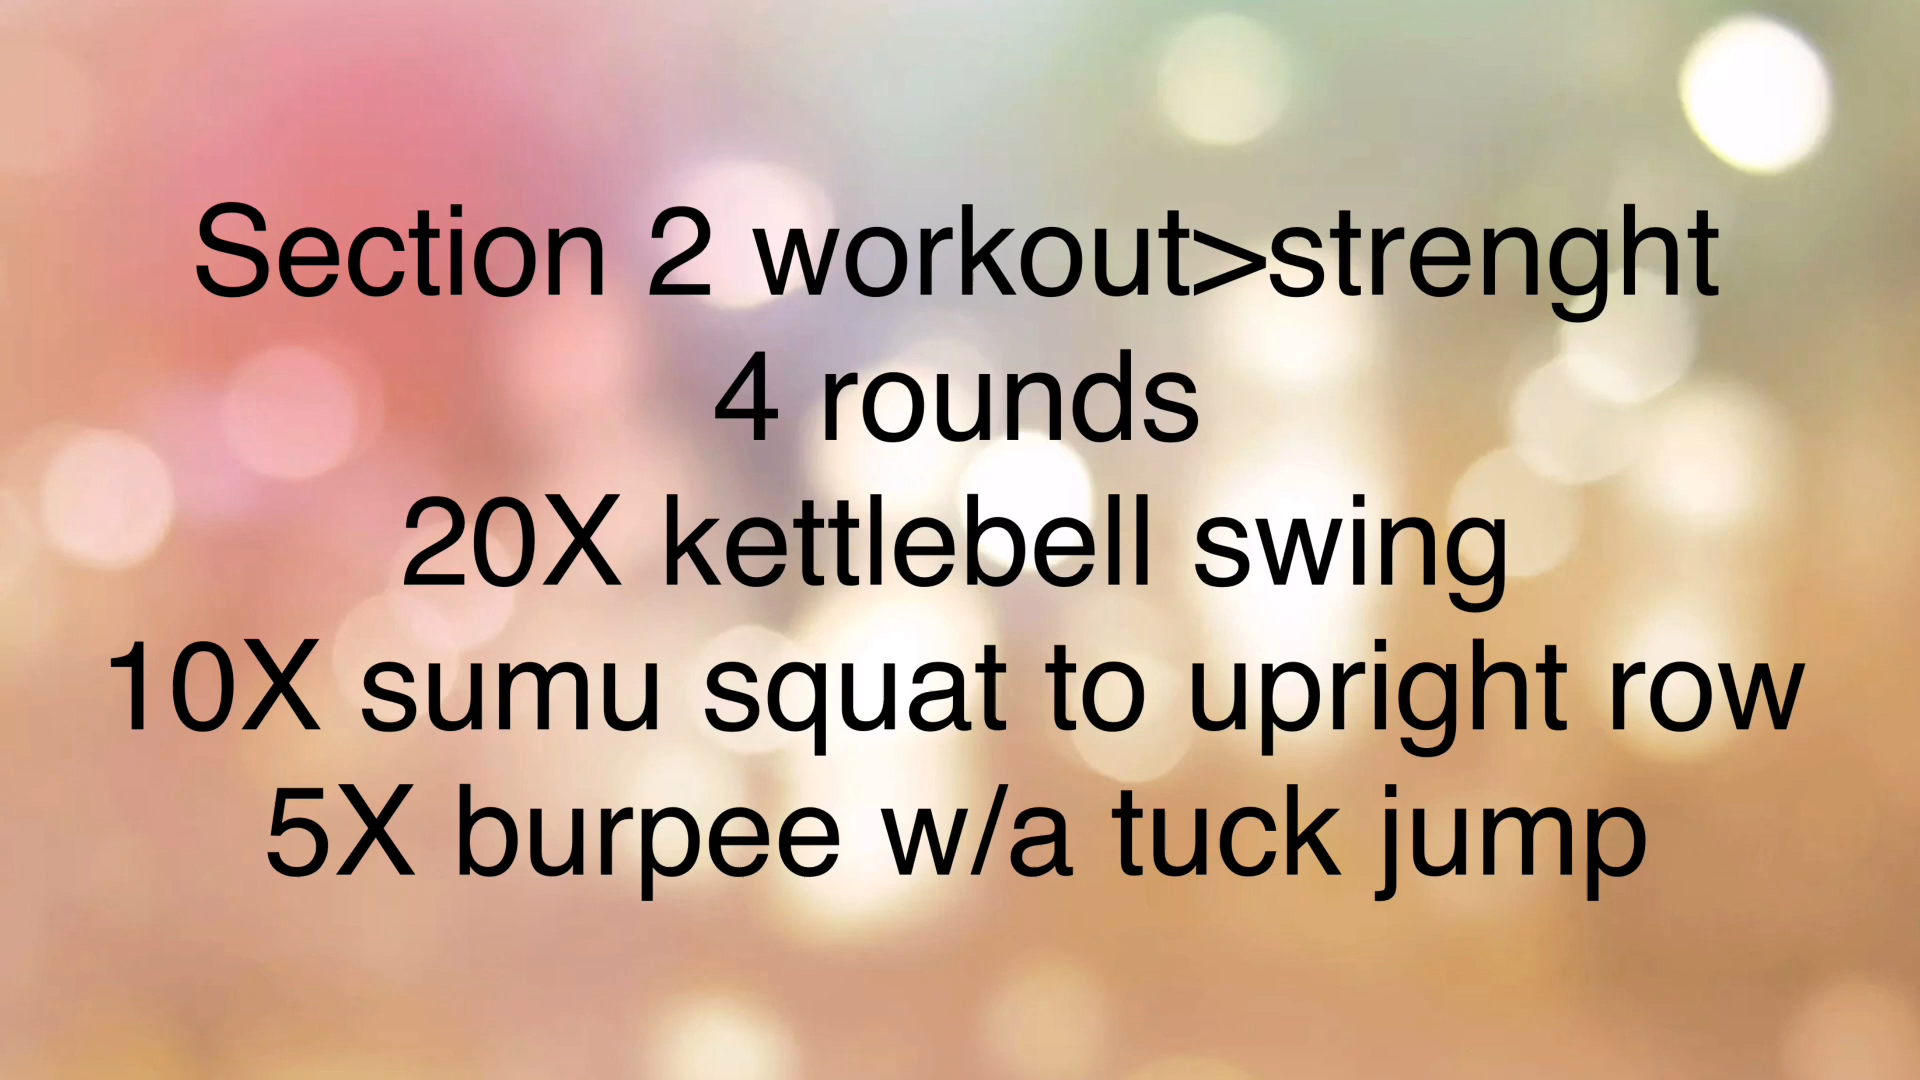 Section 2 workout>strenght
4 rounds
20X kettlebell swing
10X sumu squat to upright row
5X burpee w/a tuck jump